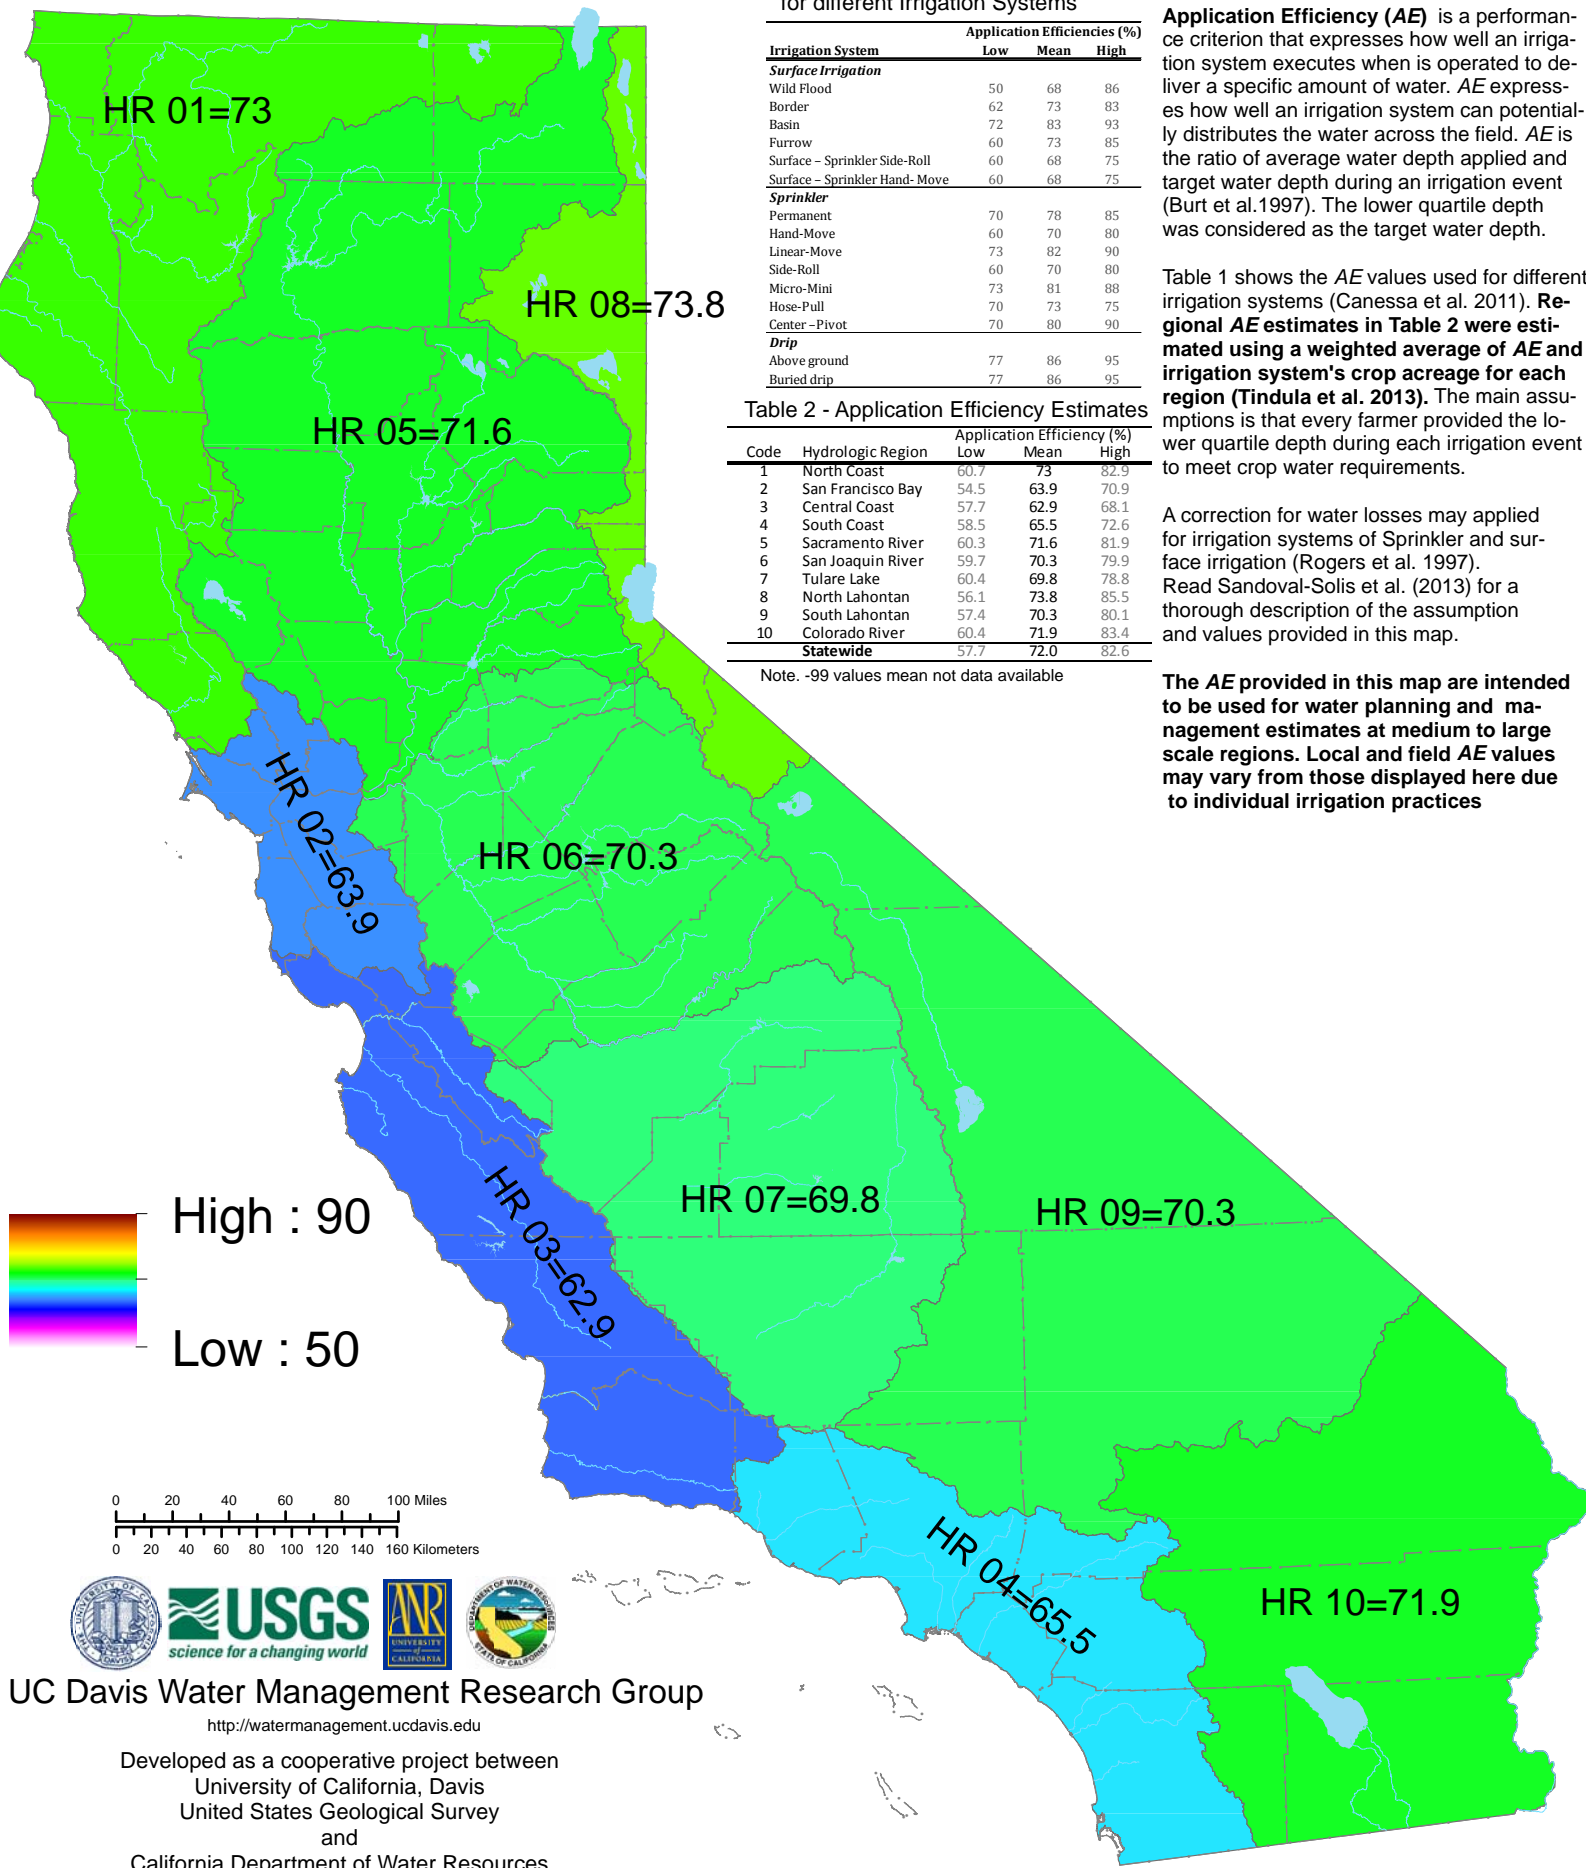 for different Irrigation Systems
Application Efficiencies (%)
Irrigation System Low Mean High
Surface Irrigation
Wild Flood 50 68 86
Border 62 73 83
Basin 72 83 93
Furrow 60 73 85
Surface – Sprinkler Side-Roll 60 68 75
Surface – Sprinkler Hand- Move 60 68 75
Sprinkler
Permanent 70 78 85
Hand-Move 60 70 80
Linear-Move 73 82 90
Side-Roll 60 70 80
Micro-Mini 73 81 88
Hose-Pull 70 73 75
Center –Pivot 70 80 90
Drip
Above ground 77 86 95
Buried drip 77 86 95
Table 2 - Application Efficiency Estimates
Application Efficiency (%)
Code Hydrologic Region Low Mean High
1 North Coast 60.7 73 82.9
2 San Francisco Bay 54.5 63.9 70.9
3 Central Coast 57.7 62.9 68.1
4 South Coast 58.5 65.5 72.6
5 Sacramento River 60.3 71.6 81.9
6 San Joaquin River 59.7 70.3 79.9
7 Tulare Lake 60.4 69.8 78.8
8 North Lahontan 56.1 73.8 85.5
9 South Lahontan 57.4 70.3 80.1
10 Colorado River 60.4 71.9 83.4
Statewide 57.7 72.0 82.6
Note. -99 values mean not data available
Application Efficiency (AE) is a performan-
ce criterion that expresses how well an irriga-
tion system executes when is operated to de-
liver a specific amount of water. AE express-
es how well an irrigation system can potential-
ly distributes the water across the field. AE is
the ratio of average water depth applied and
target water depth during an irrigation event
(Burt et al.1997). The lower quartile depth
was considered as the target water depth.
Table 1 shows the AE values used for different
irrigation systems (Canessa et al. 2011). Re-
gional AE estimates in Table 2 were esti-
mated using a weighted average of AE and
irrigation system's crop acreage for each
region (Tindula et al. 2013). The main assu-
mptions is that every farmer provided the lo-
wer quartile depth during each irrigation event
to meet crop water requirements.
A correction for water losses may applied
for irrigation systems of Sprinkler and sur-
face irrigation (Rogers et al. 1997).
Read Sandoval-Solis et al. (2013) for a
thorough description of the assumption
and values provided in this map.
The AE provided in this map are intended
to be used for water planning and ma-
nagement estimates at medium to large
scale regions. Local and field AE values
may vary from those displayed here due
to individual irrigation practices
HR 01=73
HR 08=73.8
HR 05=71.6
HR 02=63.9
HR 06=70.3
HR 07=69.8
HR 09=70.3
HR 03=62.9
HR 04=65.5
HR 10=71.9
High : 90
Low : 50
0 20 40 60 80 100 Miles
0 20 40 60 80 100 120 140 160 Kilometers
THE UNIVERSITY OF CALIFORNIA
DAVIS
USGS
science for a changing world
ANR
UNIVERSITY
of
CALIFORNIA
DEPARTMENT OF WATER RESOURCES
STATE OF CALIFORNIA
UC Davis Water Management Research Group
http://watermanagement.ucdavis.edu
Developed as a cooperative project between
University of California, Davis
United States Geological Survey
and
California Department of Water Resources